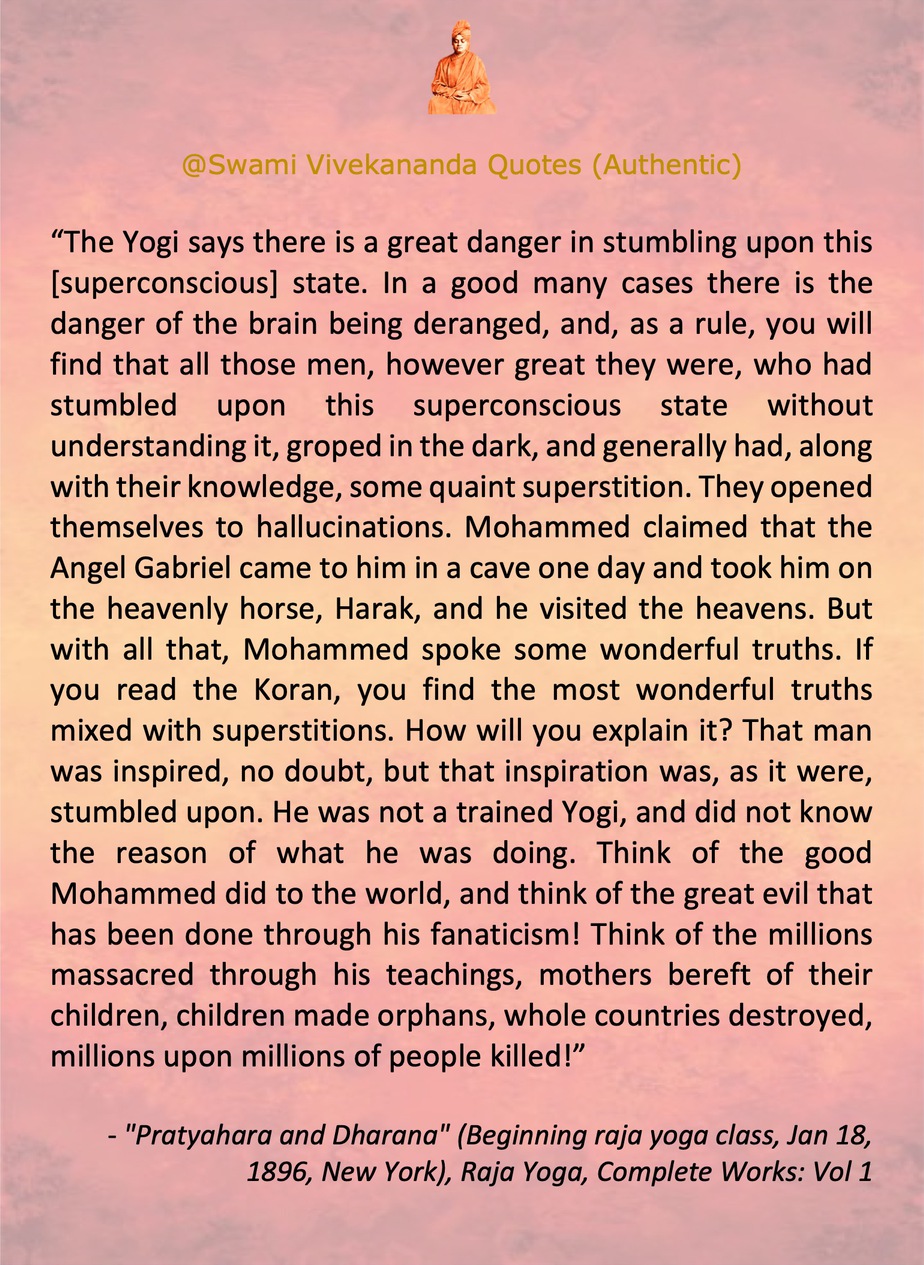 @Swami Vivekananda Quotes (Authentic)
“The Yogi says there is a great danger in stumbling upon this
[superconscious] state. In a good many cases there is the
danger of the brain being deranged, and, as a rule, you will
find that all those men, however great they were, who had
stumbled upon this superconscious state without
understanding it, groped in the dark, and generally had, along
with their knowledge, some quaint superstition. They opened
themselves to hallucinations. Mohammed claimed that the
Angel Gabriel came to him in a cave one day and took him on
the heavenly horse, Harak, and he visited the heavens. But
with all that, Mohammed spoke some wonderful truths. If
you read the Koran, you find the most wonderful truths
mixed with superstitions. How will you explain it? That man
was inspired, no doubt, but that inspiration was, as it were,
stumbled upon. He was not a trained Yogi, and did not know
the reason of what he was doing. Think of the good
Mohammed did to the world, and think of the great evil that
has been done through his fanaticism! Think of the millions
massacred through his teachings, mothers bereft of their
children, children made orphans, whole countries destroyed,
millions upon millions of people killed!”
- "Pratyahara and Dharana" (Beginning raja yoga class, Jan 18,
1896, New York), Raja Yoga, Complete Works: Vol 1